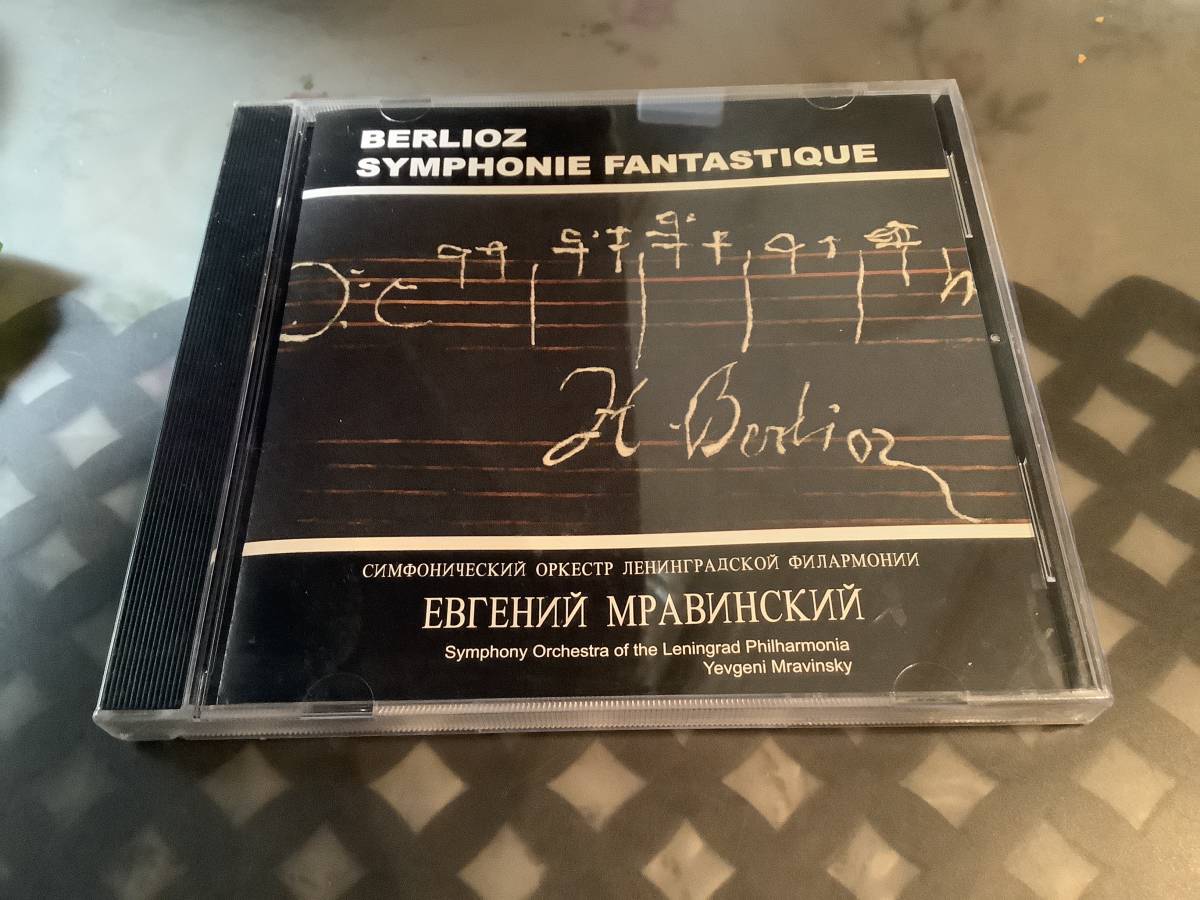 BERLIOZ
SYMPHONIE FANTASTIQUE
H. Berlioz
СИМФОНИЧЕСКИЙ ОРКЕСТР ЛЕНИНГРАДСКОЙ ФИЛАРМОНИИ
ЕВГЕНИЙ МРАВИНСКИЙ
Symphony Orchestra of the Leningrad Philharmonia
Yevgeni Mravinsky